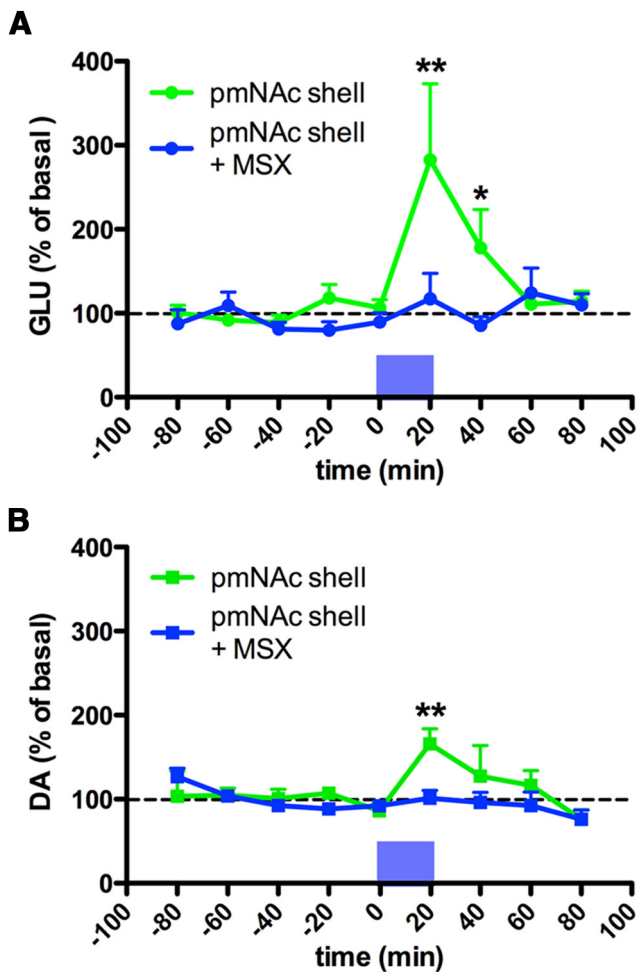 A
400
300
200
100
0
GLU (% of basal )
pmNAc shell
pmNAc shell
+ MSX
**
*
-100 -80 -60 -40 -20 0 20 40 60 80 100
time (min)
B
400
300
200
100
0
DA (% of basal)
pmNAc shell
pmNAc shell
+ MSX
**
-100 -80 -60 -40 -20 0 20 40 60 80 100
time (min)